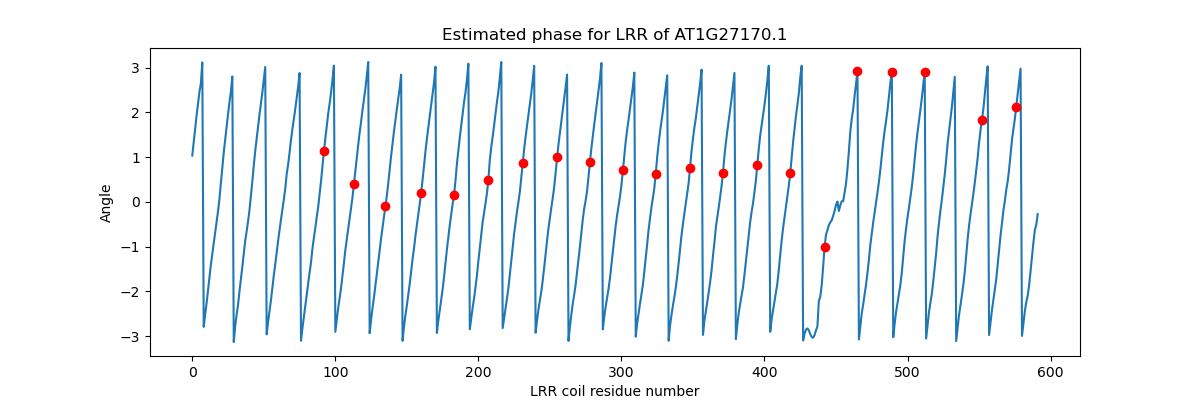 Estimated phase for LRR of AT1G27170.1
3
2
1
0
−1
−2
−3
Angle
0 100 200 300 400 500 600
LRR coil residue number